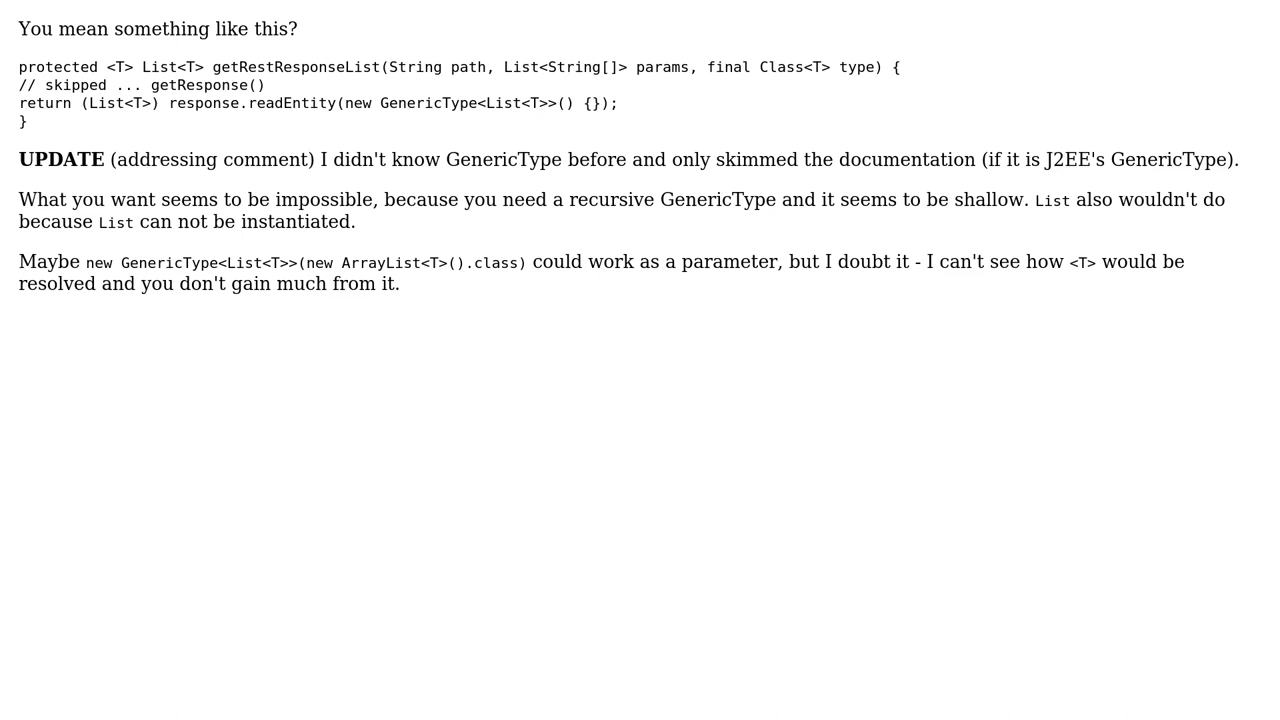 You mean something like this?
protected <T> List<T> getRestResponseList(String path, List<String[]> params, final Class<T> type) {
// skipped ... getResponse()
return (List<T>) response.readEntity(new GenericType<List<T>>() {});
}
UPDATE (addressing comment) I didn't know GenericType before and only skimmed the documentation (if it is J2EE's GenericType).
What you want seems to be impossible, because you need a recursive GenericType and it seems to be shallow. List also wouldn't do
because List can not be instantiated.
Maybe new GenericType<List<T>>(new ArrayList<T>().class) could work as a parameter, but I doubt it - I can't see how <T> would be
resolved and you don't gain much from it.